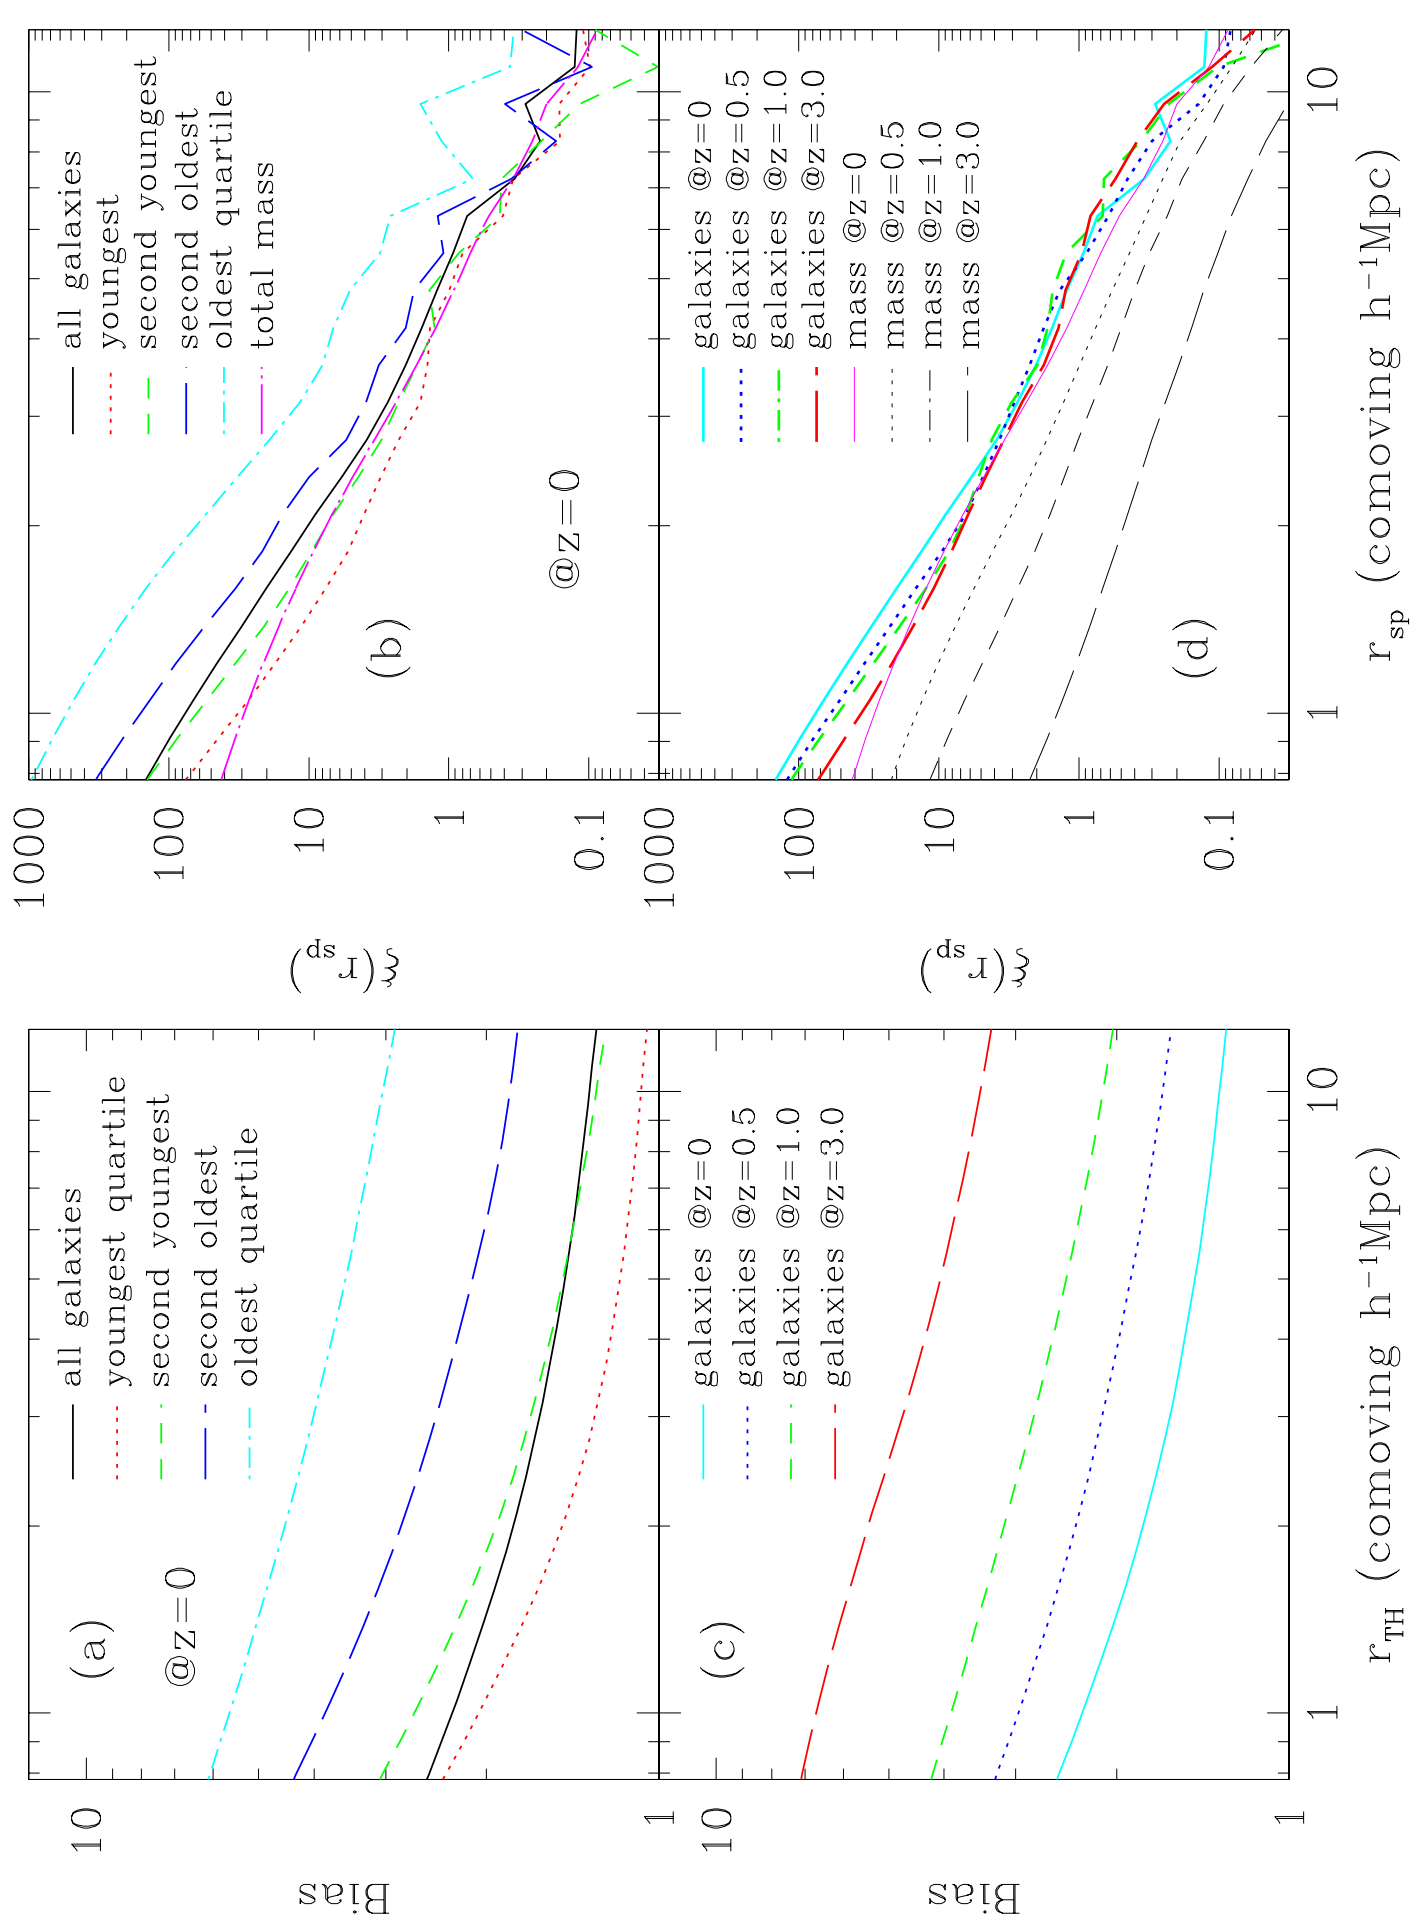 (a)
@z=0
all galaxies
youngest quartile
second youngest
second oldest
oldest quartile
10
1
Bias
(b)
@z=0
all galaxies
youngest
second youngest
second oldest
oldest quartile
total mass
1000
100
10
1
0.1
ξ(r_sp)
(c)
galaxies @z=0
galaxies @z=0.5
galaxies @z=1.0
galaxies @z=3.0
10
1
Bias
1
10
r_TH (comoving h⁻¹Mpc)
(d)
galaxies @z=0
galaxies @z=0.5
galaxies @z=1.0
galaxies @z=3.0
mass @z=0
mass @z=0.5
mass @z=1.0
mass @z=3.0
1000
100
10
1
0.1
ξ(r_sp)
1
10
r_sp (comoving h⁻¹Mpc)